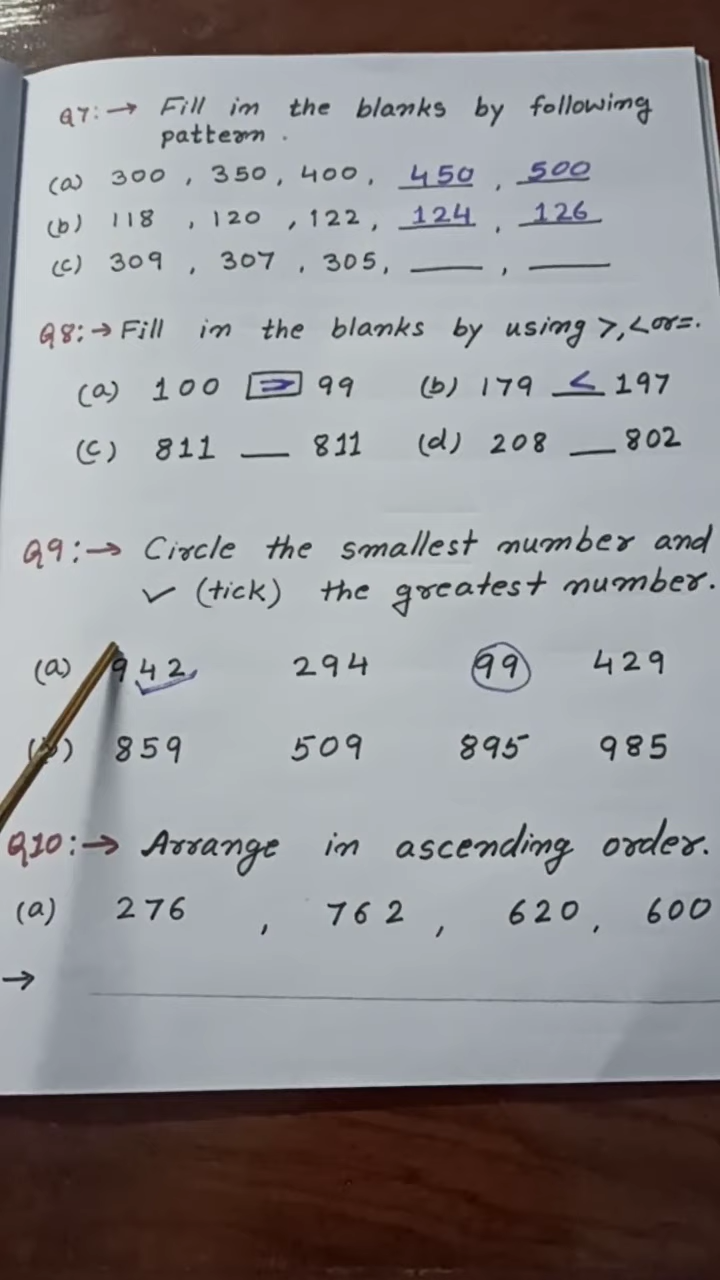 Q7:→ Fill in the blanks by following
pattern.
(a) 300, 350, 400, 450, 500
(b) 118, 120, 122, 124, 126
(c) 309, 307, 305, ____, ____
Q8:→ Fill in the blanks by using >,< or =.
(a) 100 > 99 (b) 179 < 197
(c) 811 __ 811 (d) 208 __ 802
Q9:→ Circle the smallest number and
✓ (tick) the greatest number.
(a) 942 294 99 429
(b) 859 509 895 985
Q10:→ Arrange in ascending order.
(a) 276, 762, 620, 600
→